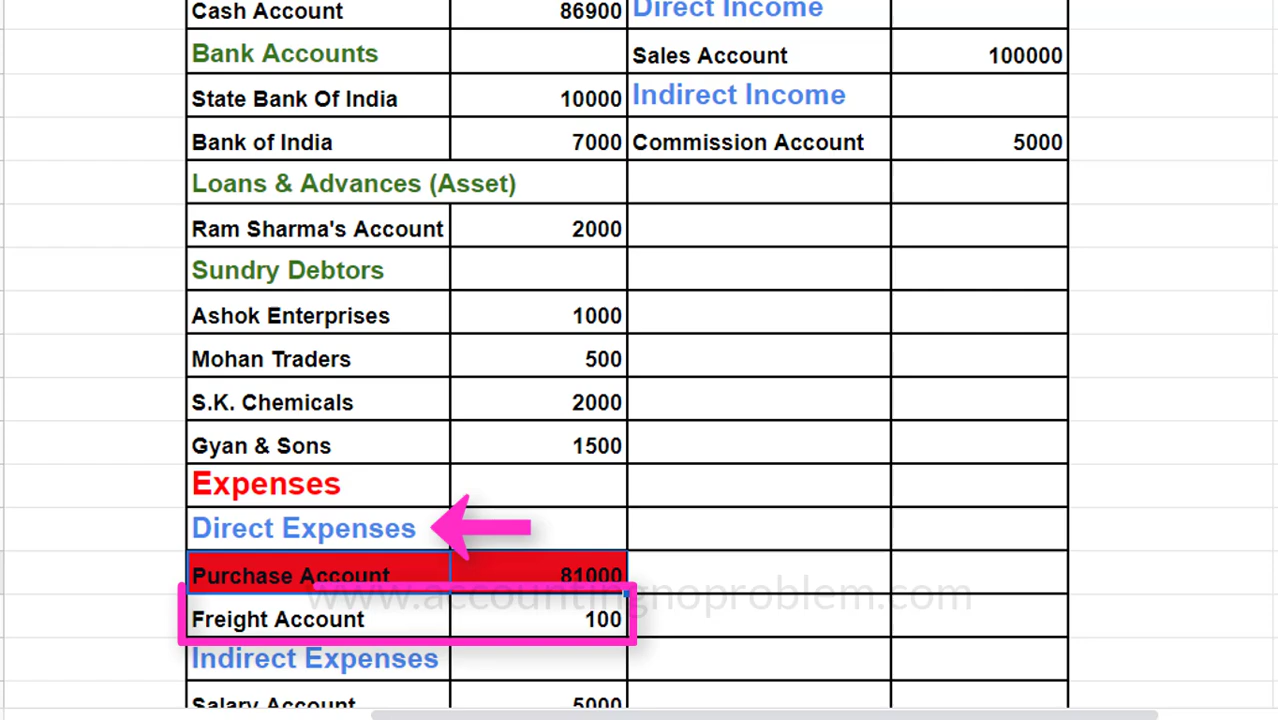 Cash Account 86900 Direct Income
Bank Accounts Sales Account 100000
State Bank Of India 10000 Indirect Income
Bank of India 7000 Commission Account 5000
Loans & Advances (Asset)
Ram Sharma's Account 2000
Sundry Debtors
Ashok Enterprises 1000
Mohan Traders 500
S.K. Chemicals 2000
Gyan & Sons 1500
Expenses
Direct Expenses
Purchase Account 81000
www.accountingnoproblem.com
Freight Account 100
Indirect Expenses
Salary Account 5000